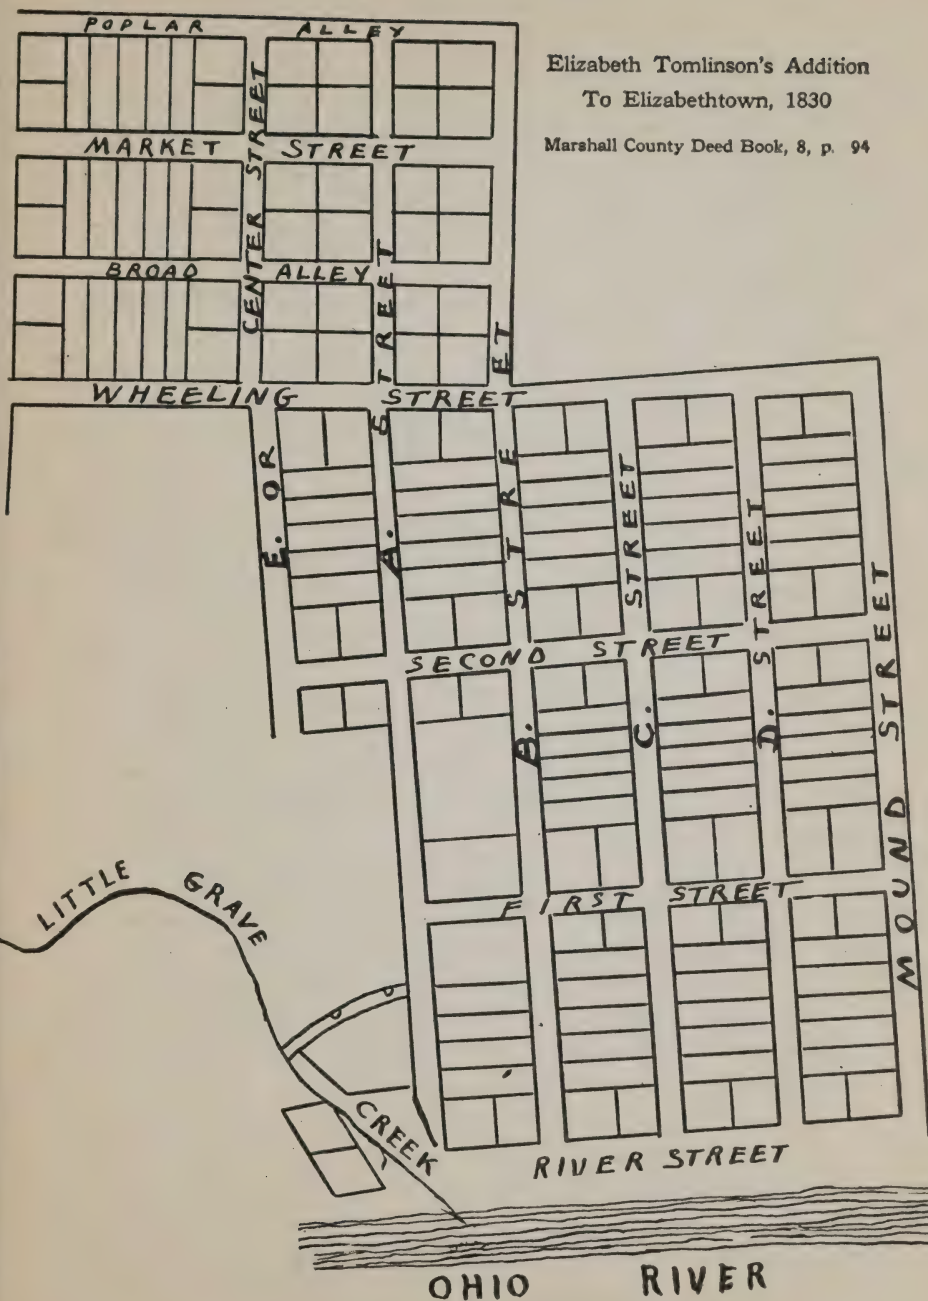 POPLAR ALLEY
Elizabeth Tomlinson's Addition
To Elizabethtown, 1830
Marshall County Deed Book, 8, p. 94
CENTER STREET
MARKET STREET
BROAD ALLEY
WHEELING STREET
E. OR
A. STREET
B. STREET
C. STREET
D. STREET
MOUND STREET
SECOND STREET
FIRST STREET
LITTLE GRAVE CREEK
RIVER STREET
OHIO RIVER